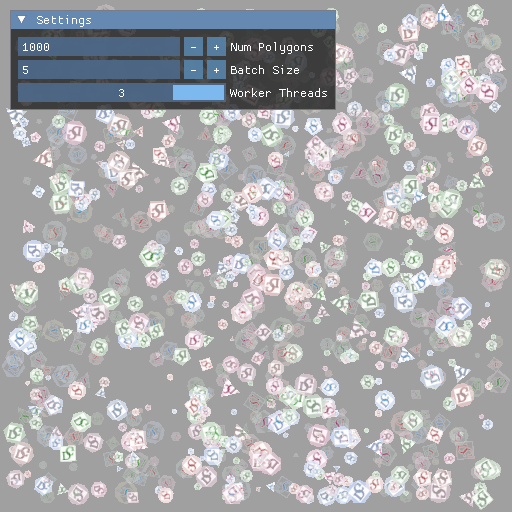 Settings
1000 - + Num Polygons
5 - + Batch Size
3 Worker Threads